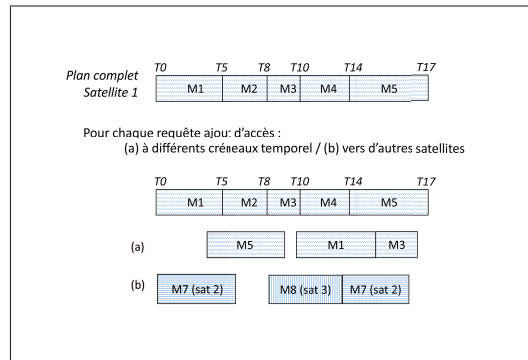 T0 T5 T8 T10 T14 T17
Plan complet
Satellite 1
M1 M2 M3 M4 M5
Pour chaque requête ajout d'accès :
(a) à différents créneaux temporel / (b) vers d'autres satellites
T0 T5 T8 T10 T14 T17
M1 M2 M3 M4 M5
(a) M5 M1 M3
(b) M7 (sat 2) M8 (sat 3) M7 (sat 2)